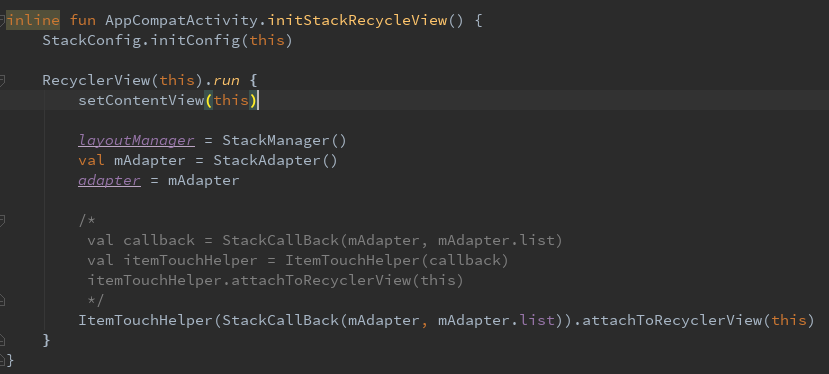 inline fun AppCompatActivity.initStackRecycleView() {
    StackConfig.initConfig(this)

    RecyclerView(this).run {
        setContentView(this)

        layoutManager = StackManager()
        val mAdapter = StackAdapter()
        adapter = mAdapter

        /*
         val callback = StackCallBack(mAdapter, mAdapter.list)
         val itemTouchHelper = ItemTouchHelper(callback)
         itemTouchHelper.attachToRecyclerView(this)
         */
        ItemTouchHelper(StackCallBack(mAdapter, mAdapter.list)).attachToRecyclerView(this)
    }
}